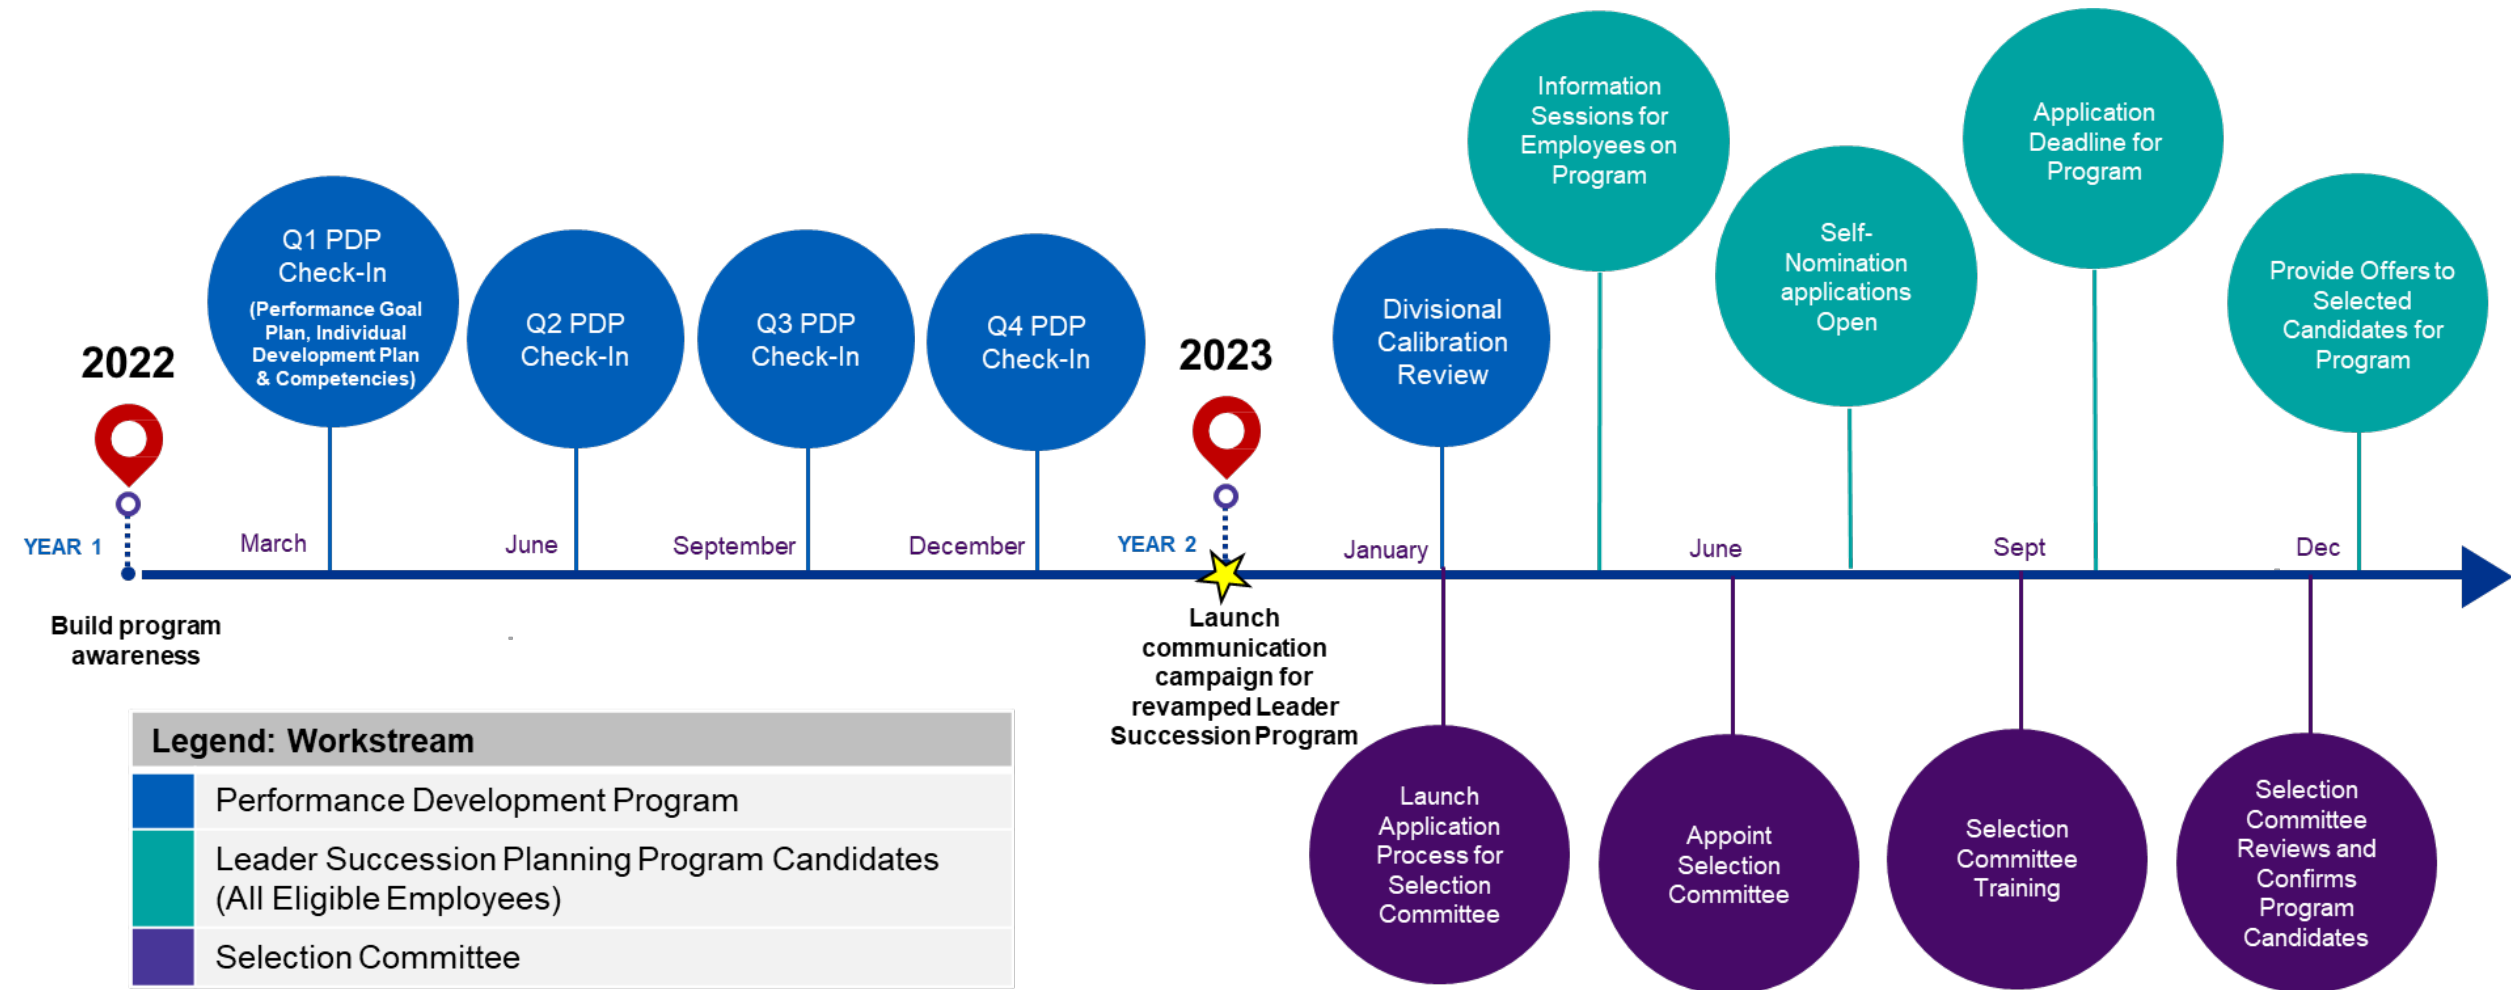 2022
YEAR 1
Build program
awareness
March
Q1 PDP
Check-In
(Performance Goal
Plan, Individual
Development Plan
& Competencies)
June
Q2 PDP
Check-In
September
Q3 PDP
Check-In
December
Q4 PDP
Check-In
2023
YEAR 2
Launch
communication
campaign for
revamped Leader
Succession Program
January
Divisional
Calibration
Review
Information
Sessions for
Employees on
Program
June
Self-
Nomination
applications
Open
Sept
Application
Deadline for
Program
Dec
Provide Offers to
Selected
Candidates for
Program
Launch
Application
Process for
Selection
Committee
Appoint
Selection
Committee
Selection
Committee
Training
Selection
Committee
Reviews and
Confirms
Program
Candidates
Legend: Workstream
Performance Development Program
Leader Succession Planning Program Candidates
(All Eligible Employees)
Selection Committee